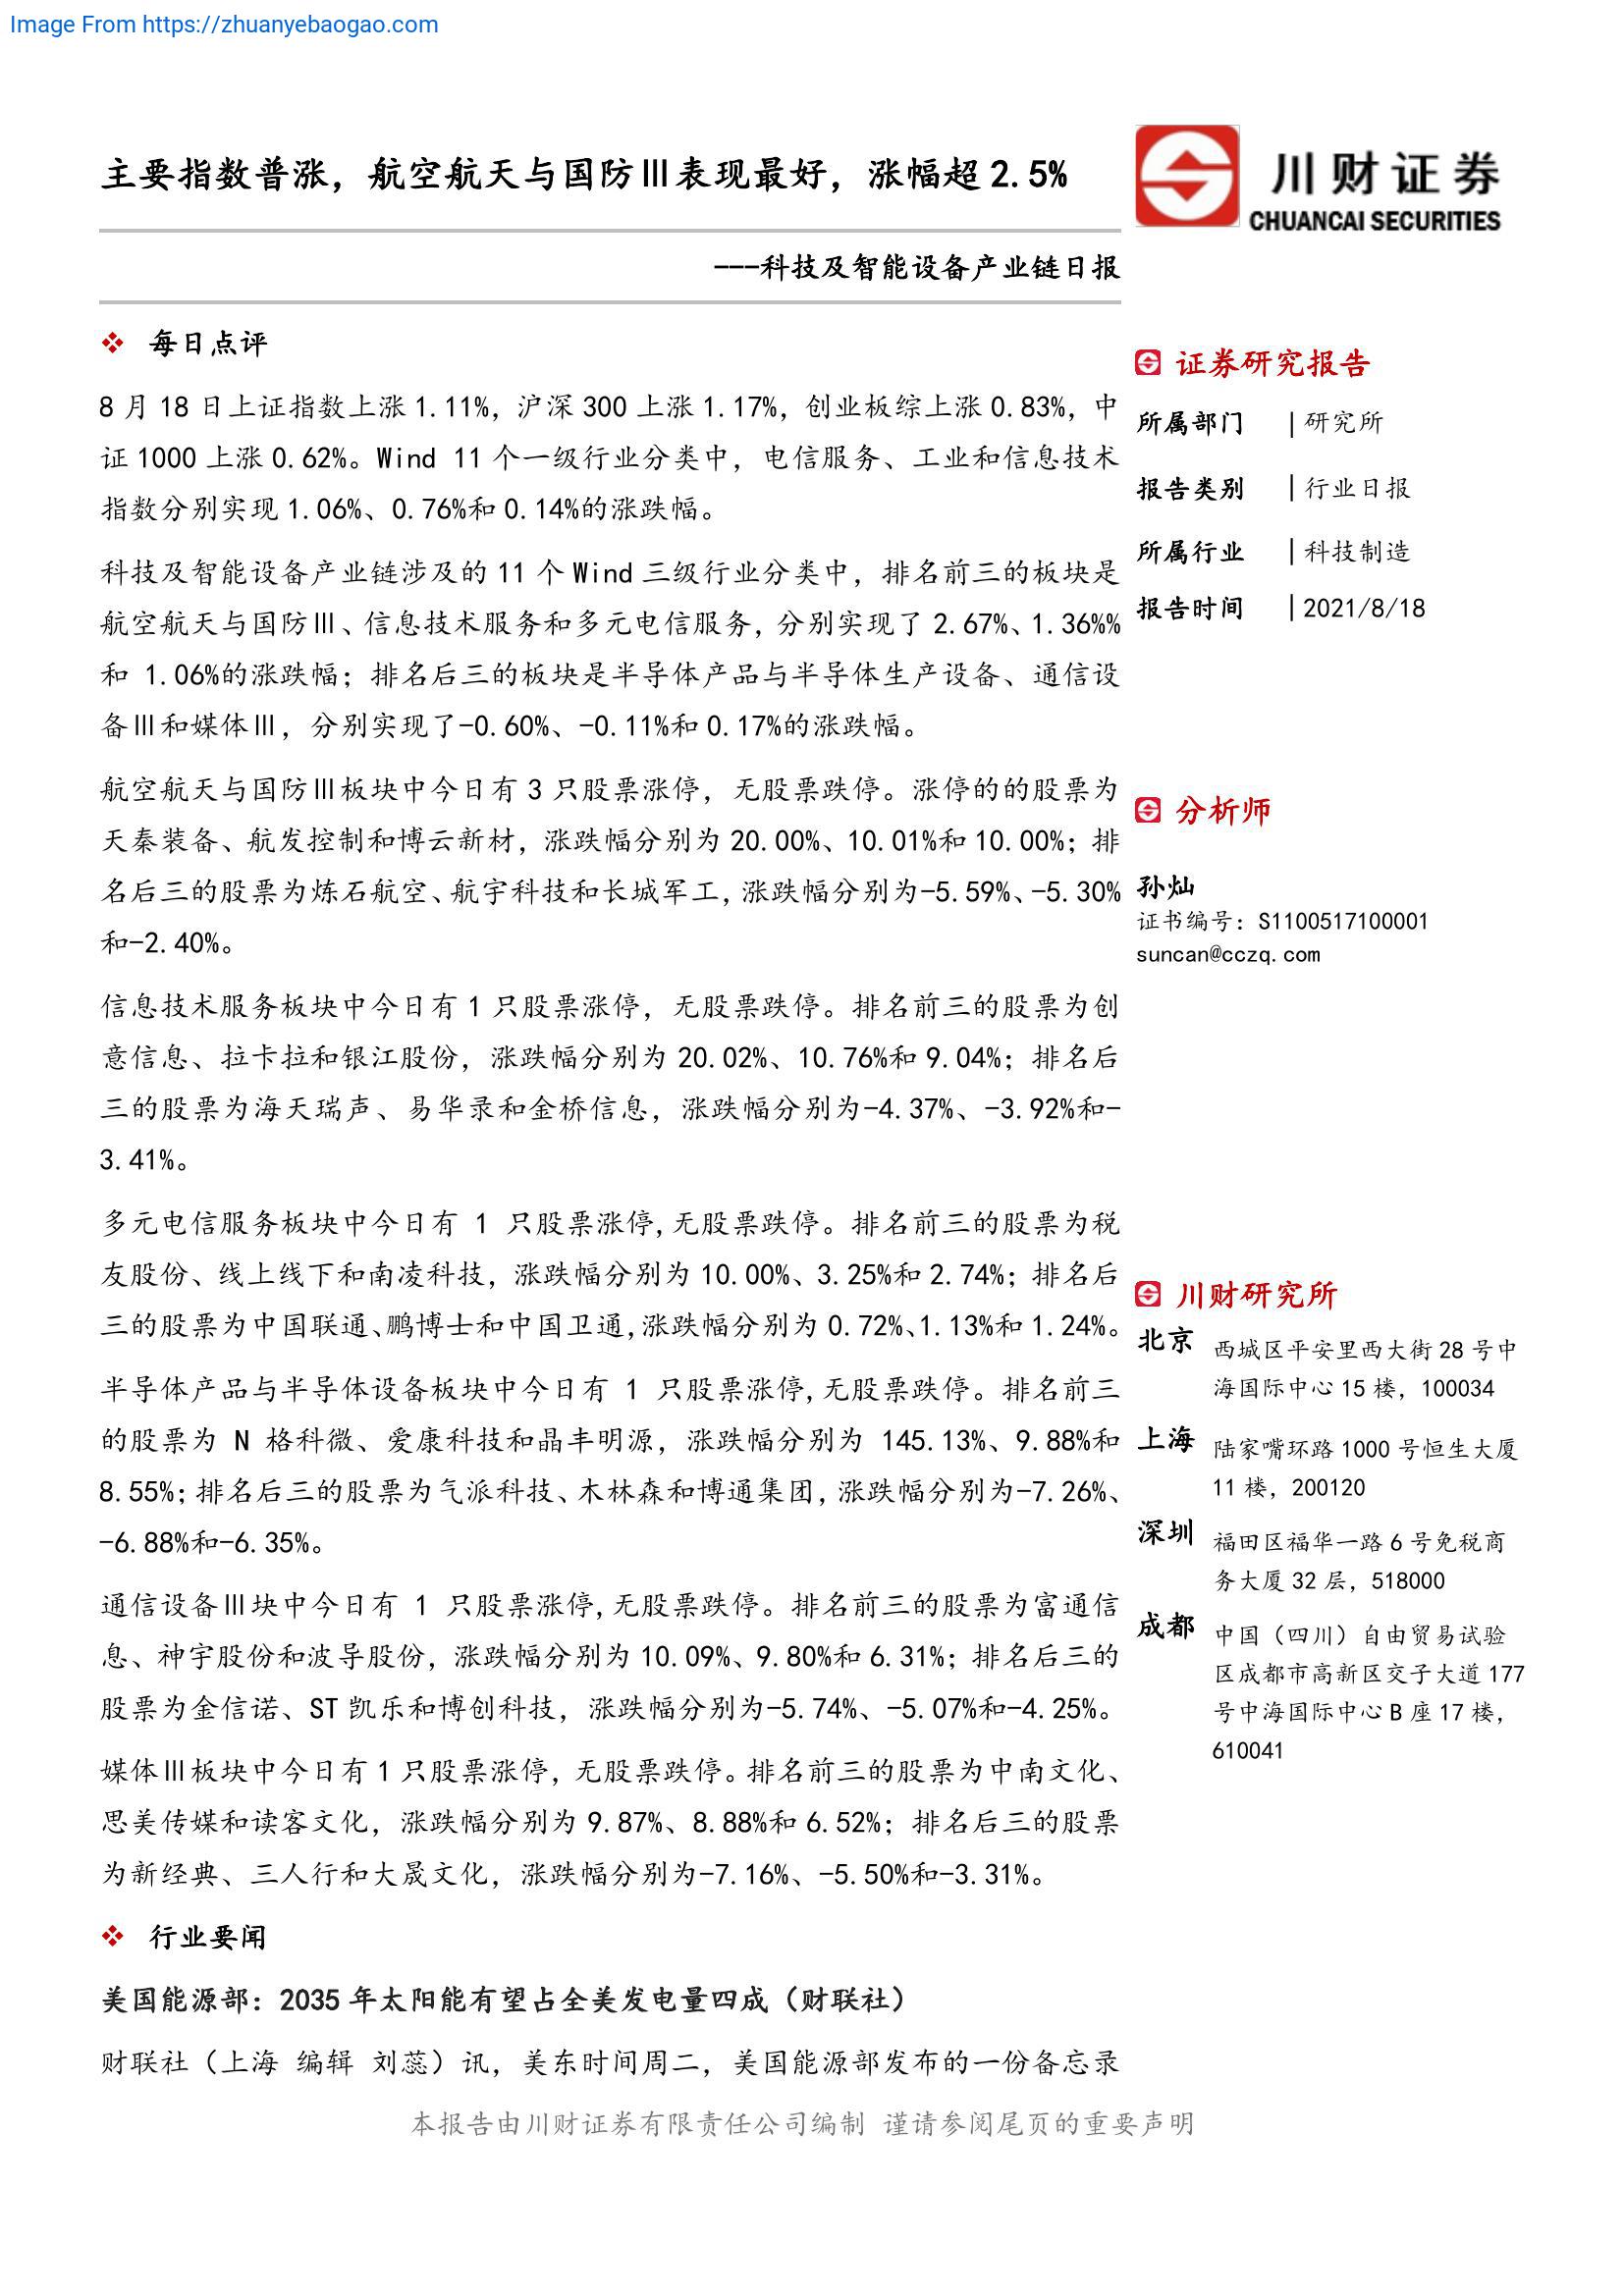 Image From https://zhuanyebaogao.com
主要指数普涨，航空航天与国防Ⅲ表现最好，涨幅超2.5%
川财证券
CHUANCAI SECURITIES
---科技及智能设备产业链日报
每日点评
8月18日上证指数上涨1.11%，沪深300上涨1.17%，创业板综上涨0.83%，中
证1000上涨0.62%。Wind 11个一级行业分类中，电信服务、工业和信息技术
指数分别实现1.06%、0.76%和0.14%的涨跌幅。
科技及智能设备产业链涉及的11个Wind三级行业分类中，排名前三的板块是
航空航天与国防Ⅲ、信息技术服务和多元电信服务，分别实现了2.67%、1.36%%
和 1.06%的涨跌幅；排名后三的板块是半导体产品与半导体生产设备、通信设
备Ⅲ和媒体Ⅲ，分别实现了-0.60%、-0.11%和0.17%的涨跌幅。
航空航天与国防Ⅲ板块中今日有3只股票涨停，无股票跌停。涨停的的股票为
天秦装备、航发控制和博云新材，涨跌幅分别为20.00%、10.01%和10.00%；排
名后三的股票为炼石航空、航宇科技和长城军工，涨跌幅分别为-5.59%、-5.30%
和-2.40%。
信息技术服务板块中今日有1只股票涨停，无股票跌停。排名前三的股票为创
意信息、拉卡拉和银江股份，涨跌幅分别为20.02%、10.76%和9.04%；排名后
三的股票为海天瑞声、易华录和金桥信息，涨跌幅分别为-4.37%、-3.92%和-
3.41%。
多元电信服务板块中今日有 1 只股票涨停,无股票跌停。排名前三的股票为税
友股份、线上线下和南凌科技，涨跌幅分别为10.00%、3.25%和2.74%；排名后
三的股票为中国联通、鹏博士和中国卫通,涨跌幅分别为0.72%、1.13%和1.24%。
半导体产品与半导体设备板块中今日有 1 只股票涨停,无股票跌停。排名前三
的股票为 N 格科微、爱康科技和晶丰明源，涨跌幅分别为 145.13%、9.88%和
8.55%；排名后三的股票为气派科技、木林森和博通集团，涨跌幅分别为-7.26%、
-6.88%和-6.35%。
通信设备Ⅲ块中今日有 1 只股票涨停,无股票跌停。排名前三的股票为富通信
息、神宇股份和波导股份，涨跌幅分别为10.09%、9.80%和6.31%；排名后三的
股票为金信诺、ST凯乐和博创科技，涨跌幅分别为-5.74%、-5.07%和-4.25%。
媒体Ⅲ板块中今日有1只股票涨停，无股票跌停。排名前三的股票为中南文化、
思美传媒和读客文化，涨跌幅分别为9.87%、8.88%和6.52%；排名后三的股票
为新经典、三人行和大晟文化，涨跌幅分别为-7.16%、-5.50%和-3.31%。
行业要闻
美国能源部：2035年太阳能有望占全美发电量四成（财联社）
财联社（上海 编辑 刘蕊）讯，美东时间周二，美国能源部发布的一份备忘录
证券研究报告
所属部门 |研究所
报告类别 |行业日报
所属行业 |科技制造
报告时间 |2021/8/18
分析师
孙灿
证书编号：S1100517100001
suncan@cczq.com
川财研究所
北京 西城区平安里西大街28号中
海国际中心15楼，100034
上海 陆家嘴环路1000号恒生大厦
11楼，200120
深圳 福田区福华一路6号免税商
务大厦32层，518000
成都 中国（四川）自由贸易试验
区成都市高新区交子大道177
号中海国际中心B座17楼，
610041
本报告由川财证券有限责任公司编制 谨请参阅尾页的重要声明